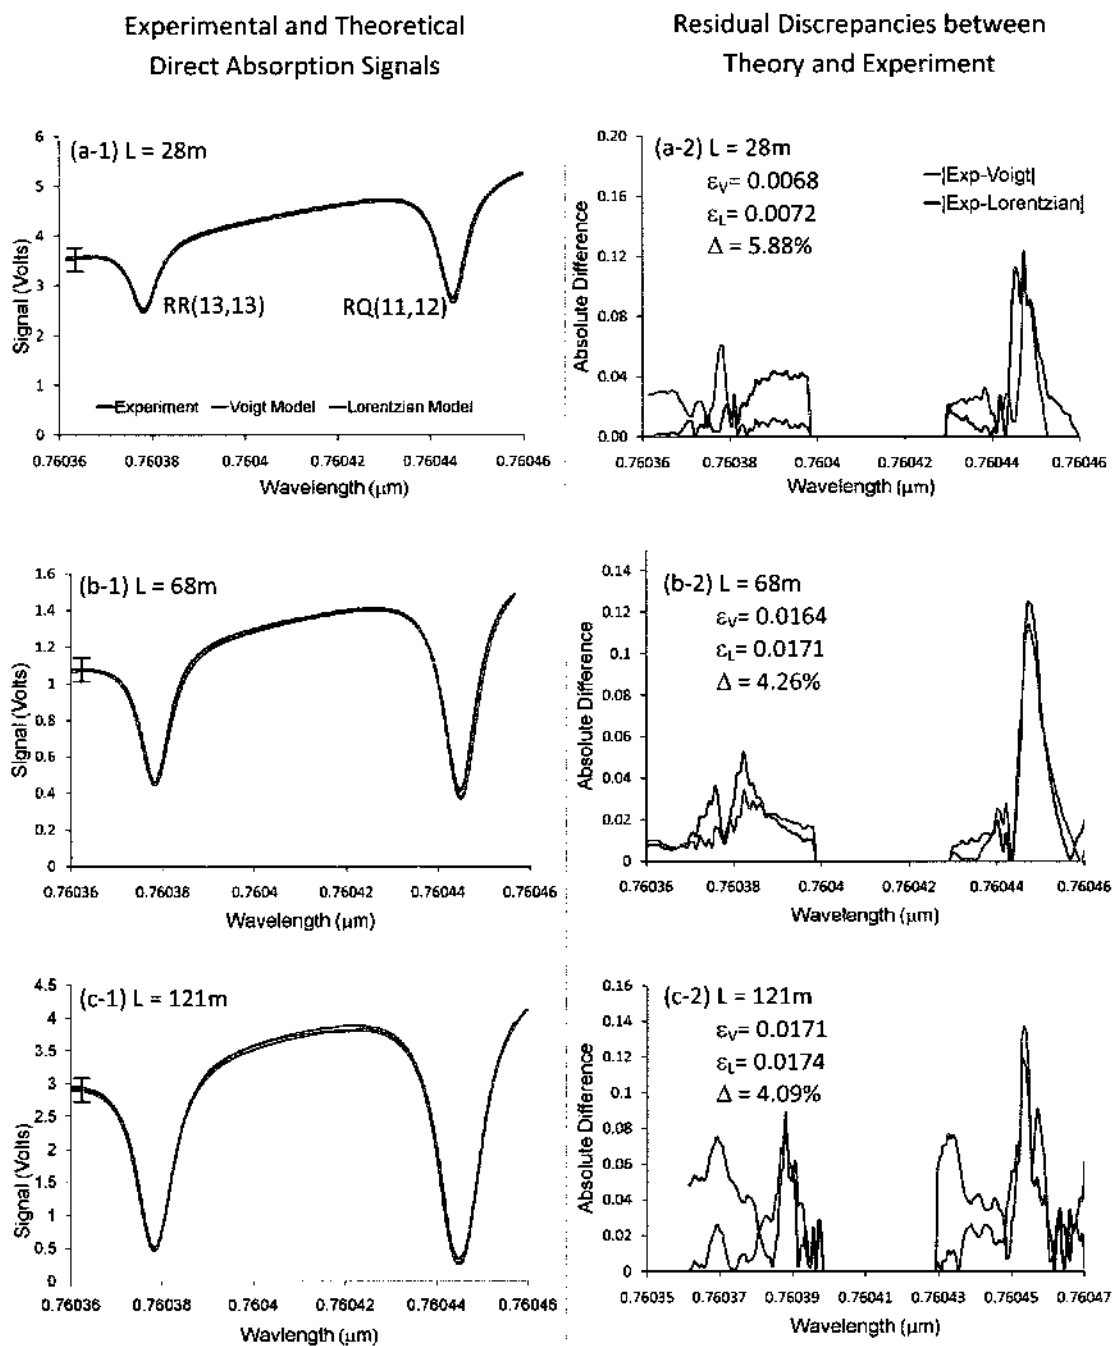 Experimental and Theoretical
Direct Absorption Signals
Residual Discrepancies between
Theory and Experiment
(a-1) L = 28m
6
5
4
3
2
1
0
Signal (Volts)
RR(13,13)
RQ(11,12)
Experiment
Voigt Model
Lorentzian Model
0.76036 0.76038 0.7604 0.76042 0.76044 0.76046
Wavelength (μm)
(a-2) L = 28m
εV= 0.0068
εL= 0.0072
Δ = 5.88%
|Exp-Voigt|
|Exp-Lorentzian|
0.20
0.16
0.12
0.08
0.04
0.00
Absolute Difference
0.76036 0.76038 0.7604 0.76042 0.76044 0.76046
Wavelength (μm)
(b-1) L = 68m
1.6
1.4
1.2
1
0.8
0.6
0.4
0.2
0
Signal (Volts)
0.76036 0.76038 0.7604 0.76042 0.76044 0.76046
Wavelength (μm)
(b-2) L = 68m
εV= 0.0164
εL= 0.0171
Δ = 4.26%
0.14
0.12
0.1
0.08
0.06
0.04
0.02
0
Absolute Difference
0.76036 0.76038 0.7604 0.76042 0.76044 0.76046
Wavelength (μm)
(c-1) L = 121m
4.5
4
3.5
3
2.5
2
1.5
1
0.5
0
Signal (Volts)
0.76036 0.76038 0.7604 0.76042 0.76044 0.76046
Wavlength (μm)
(c-2) L = 121m
εV= 0.0171
εL= 0.0174
Δ = 4.09%
0.16
0.14
0.12
0.1
0.08
0.06
0.04
0.02
0
Absolute Difference
0.76035 0.76037 0.76039 0.76041 0.76043 0.76045 0.76047
Wavelength (μm)